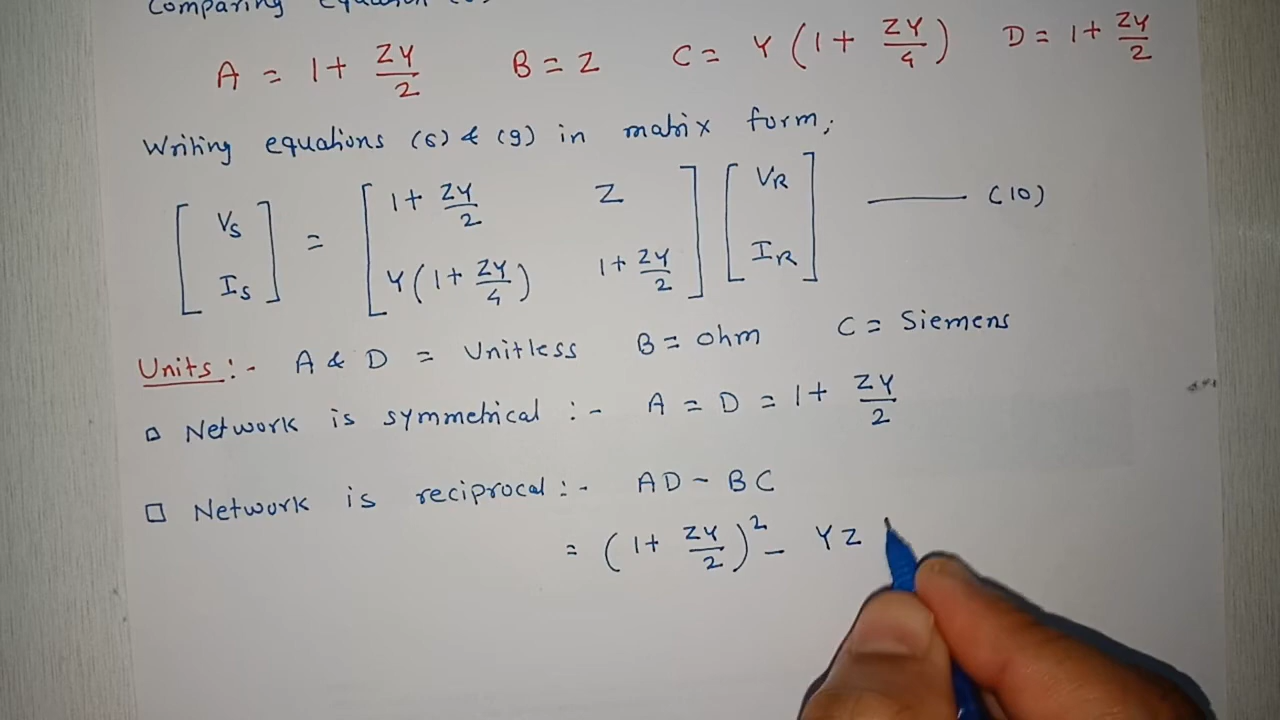 Comparing
A = 1 + ZY/2 B = Z C = Y (1 + ZY/4) D = 1 + ZY/2
Writing equations (6) & (9) in matrix form;
[VS IS] = [1 + ZY/2 Z Y(1 + ZY/4) 1 + ZY/2] [VR IR] —— (10)
Units :- A & D = Unitless B = Ohm C = Siemens
□ Network is symmetrical :- A = D = 1 + ZY/2
□ Network is reciprocal :- AD - BC
= (1 + ZY/2)² - YZ